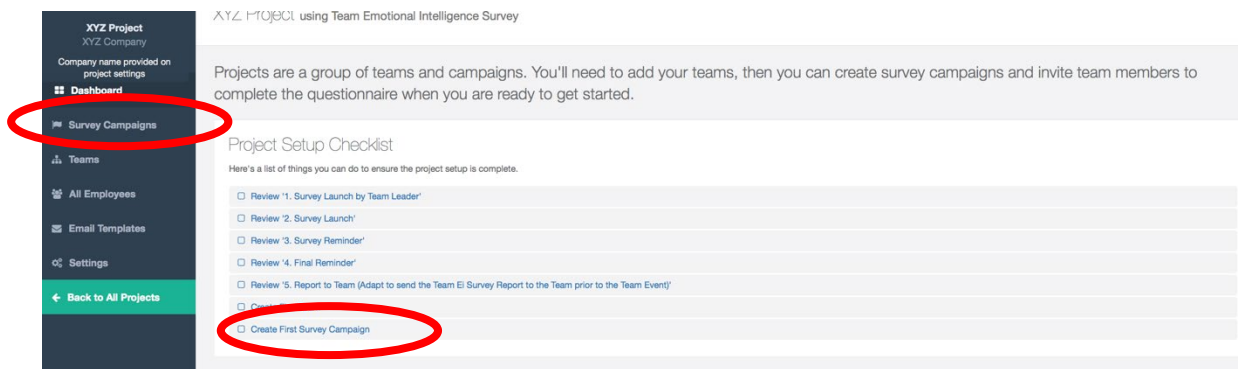 XYZ Project
XYZ Company
Company name provided on
project settings
Dashboard
Survey Campaigns
Teams
All Employees
Email Templates
Settings
Back to All Projects
XYZ Project using Team Emotional Intelligence Survey
Projects are a group of teams and campaigns. You'll need to add your teams, then you can create survey campaigns and invite team members to
complete the questionnaire when you are ready to get started.
Project Setup Checklist
Here's a list of things you can do to ensure the project setup is complete.
Review '1. Survey Launch by Team Leader'
Review '2. Survey Launch'
Review '3. Survey Reminder'
Review '4. Final Reminder'
Review '5. Report to Team (Adapt to send the Team Ei Survey Report to the Team prior to the Team Event)'
Create
Create First Survey Campaign